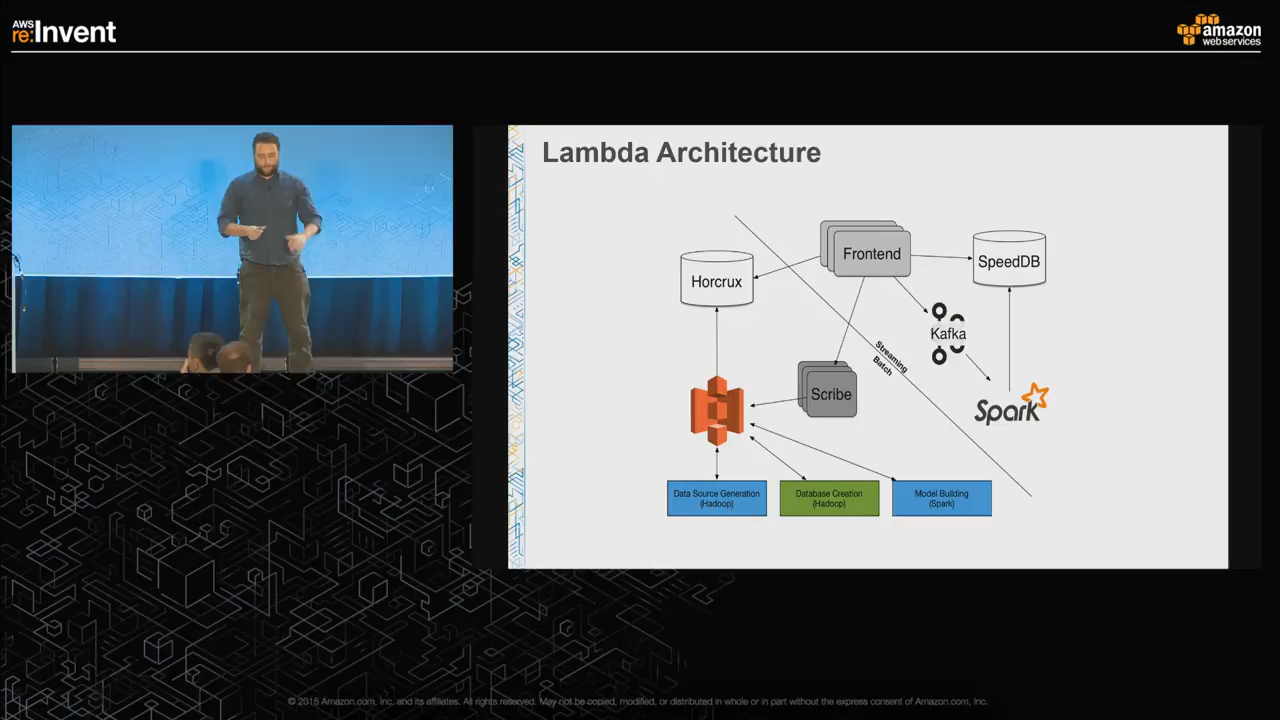 AWS
re:Invent
amazon
web services
Lambda Architecture
Frontend
SpeedDB
Horcrux
Kafka
Streaming
Batch
Scribe
Spark
Data Source Generation
(Hadoop)
Database Creation
(Hadoop)
Model Building
(Spark)
© 2015 Amazon.com, Inc. and its affiliates. All rights reserved. May not be copied, modified, or distributed in whole or in part without the express consent of Amazon.com, Inc.